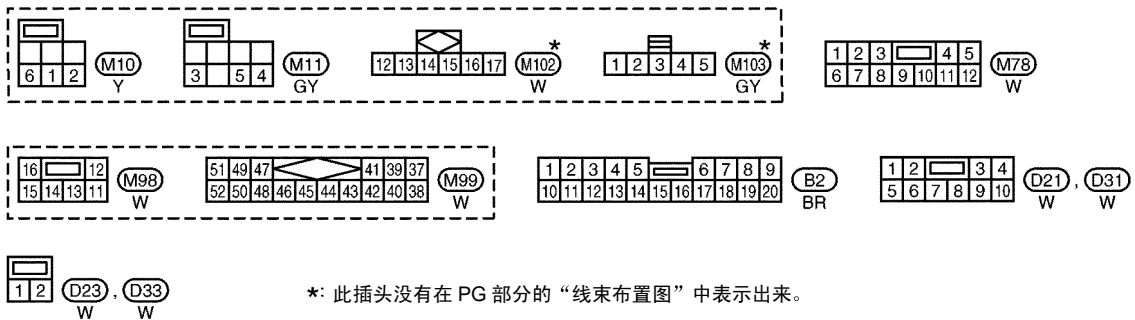 6 1 2 M10 Y
3 5 4 M11 GY
12 13 14 15 16 17 M102 * W
1 2 3 4 5 M103 * GY
1 2 3 4 5
6 7 8 9 10 11 12 M78 W
16 12
15 14 13 11 M98 W
51 49 47 41 39 37
52 50 48 46 45 44 43 42 40 38 M99 W
1 2 3 4 5 6 7 8 9
10 11 12 13 14 15 16 17 18 19 20 B2 BR
1 2 3 4
5 6 7 8 9 10 D21 , D31 W W
1 2 D23 , D33 W W
*: 此插头没有在 PG 部分的“线束布置图”中表示出来。